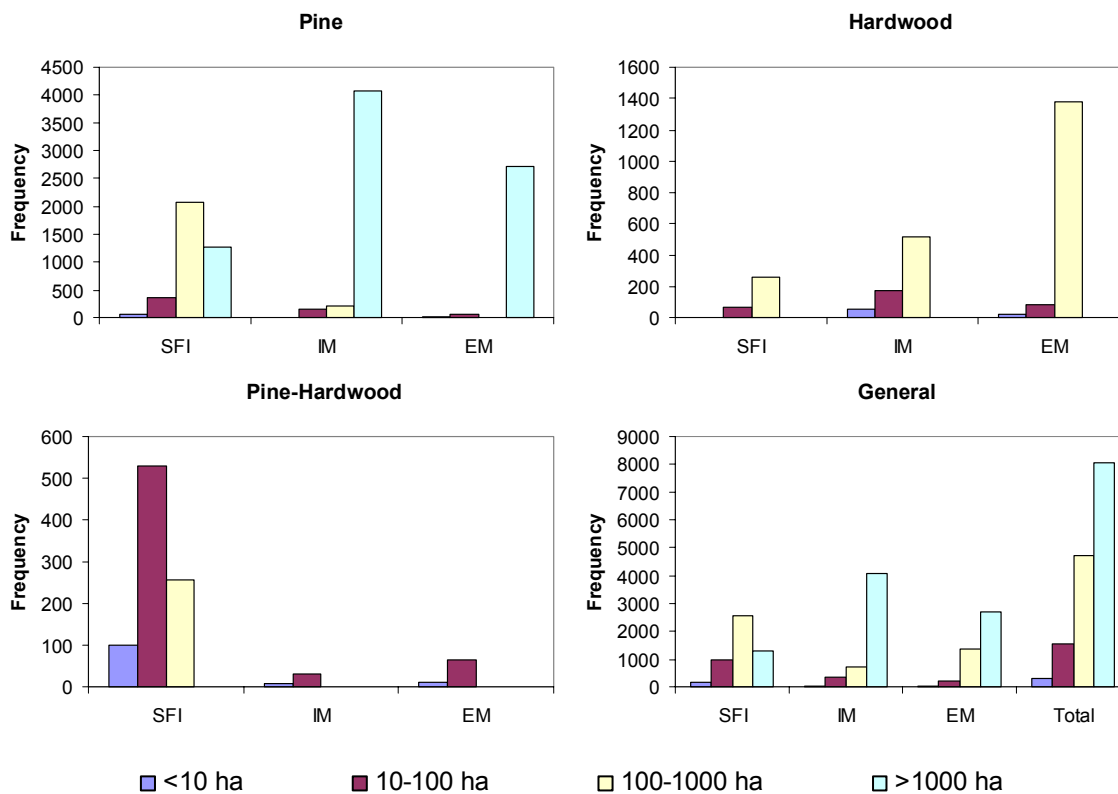 Pine
4500
4000
3500
3000
2500
2000
1500
1000
500
0
Frequency
SFI IM EM
Hardwood
1600
1400
1200
1000
800
600
400
200
0
Frequency
SFI IM EM
Pine-Hardwood
600
500
400
300
200
100
0
Frequency
SFI IM EM
General
9000
8000
7000
6000
5000
4000
3000
2000
1000
0
Frequency
SFI IM EM Total
<10 ha 10-100 ha 100-1000 ha >1000 ha